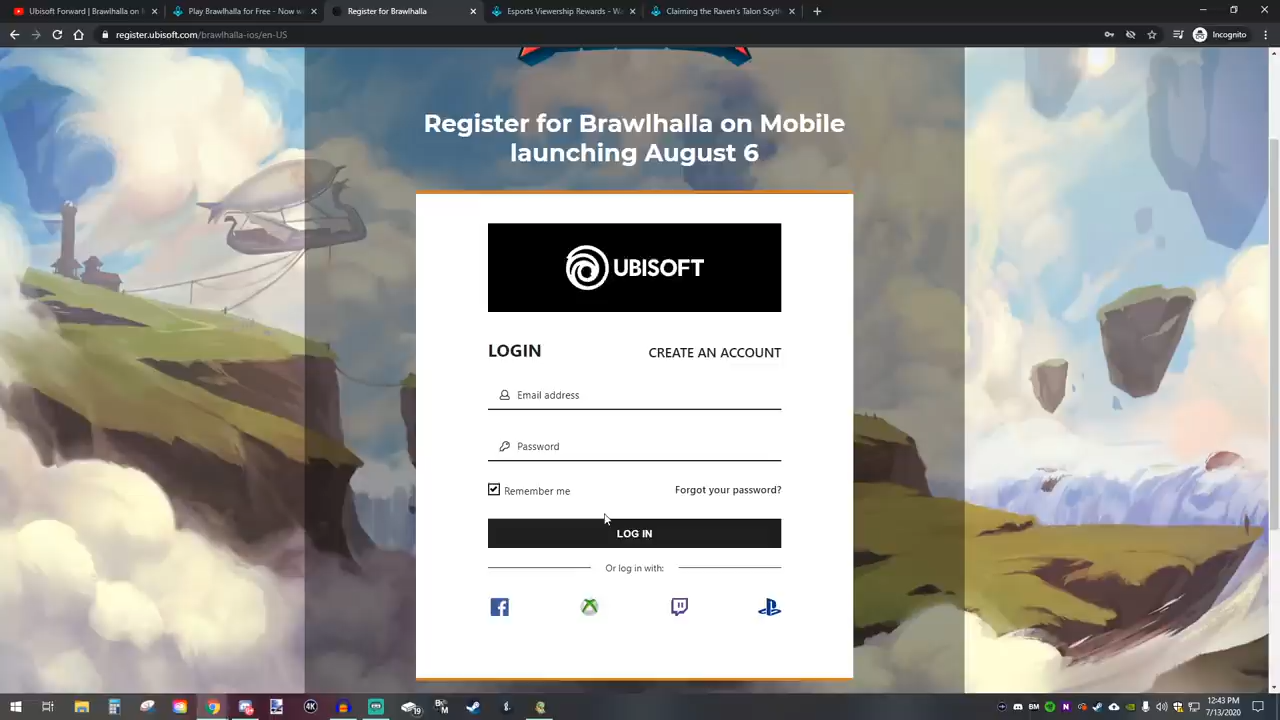 Ubisoft Forward | Brawlhalla on M
Play Brawlhalla for Free - Now w
Register for Brawlhalla
Esports Viewership Rewards - Wa
Claiming the Raven's Talon Scyth
register.ubisoft.com/brawlhalla-ios/en-US
Incognito
Register for Brawlhalla on Mobile
launching August 6
UBISOFT
LOGIN
CREATE AN ACCOUNT
Email address
Password
Remember me
Forgot your password?
LOG IN
Or log in with:
4K
19
12:43 PM
7/13/2020